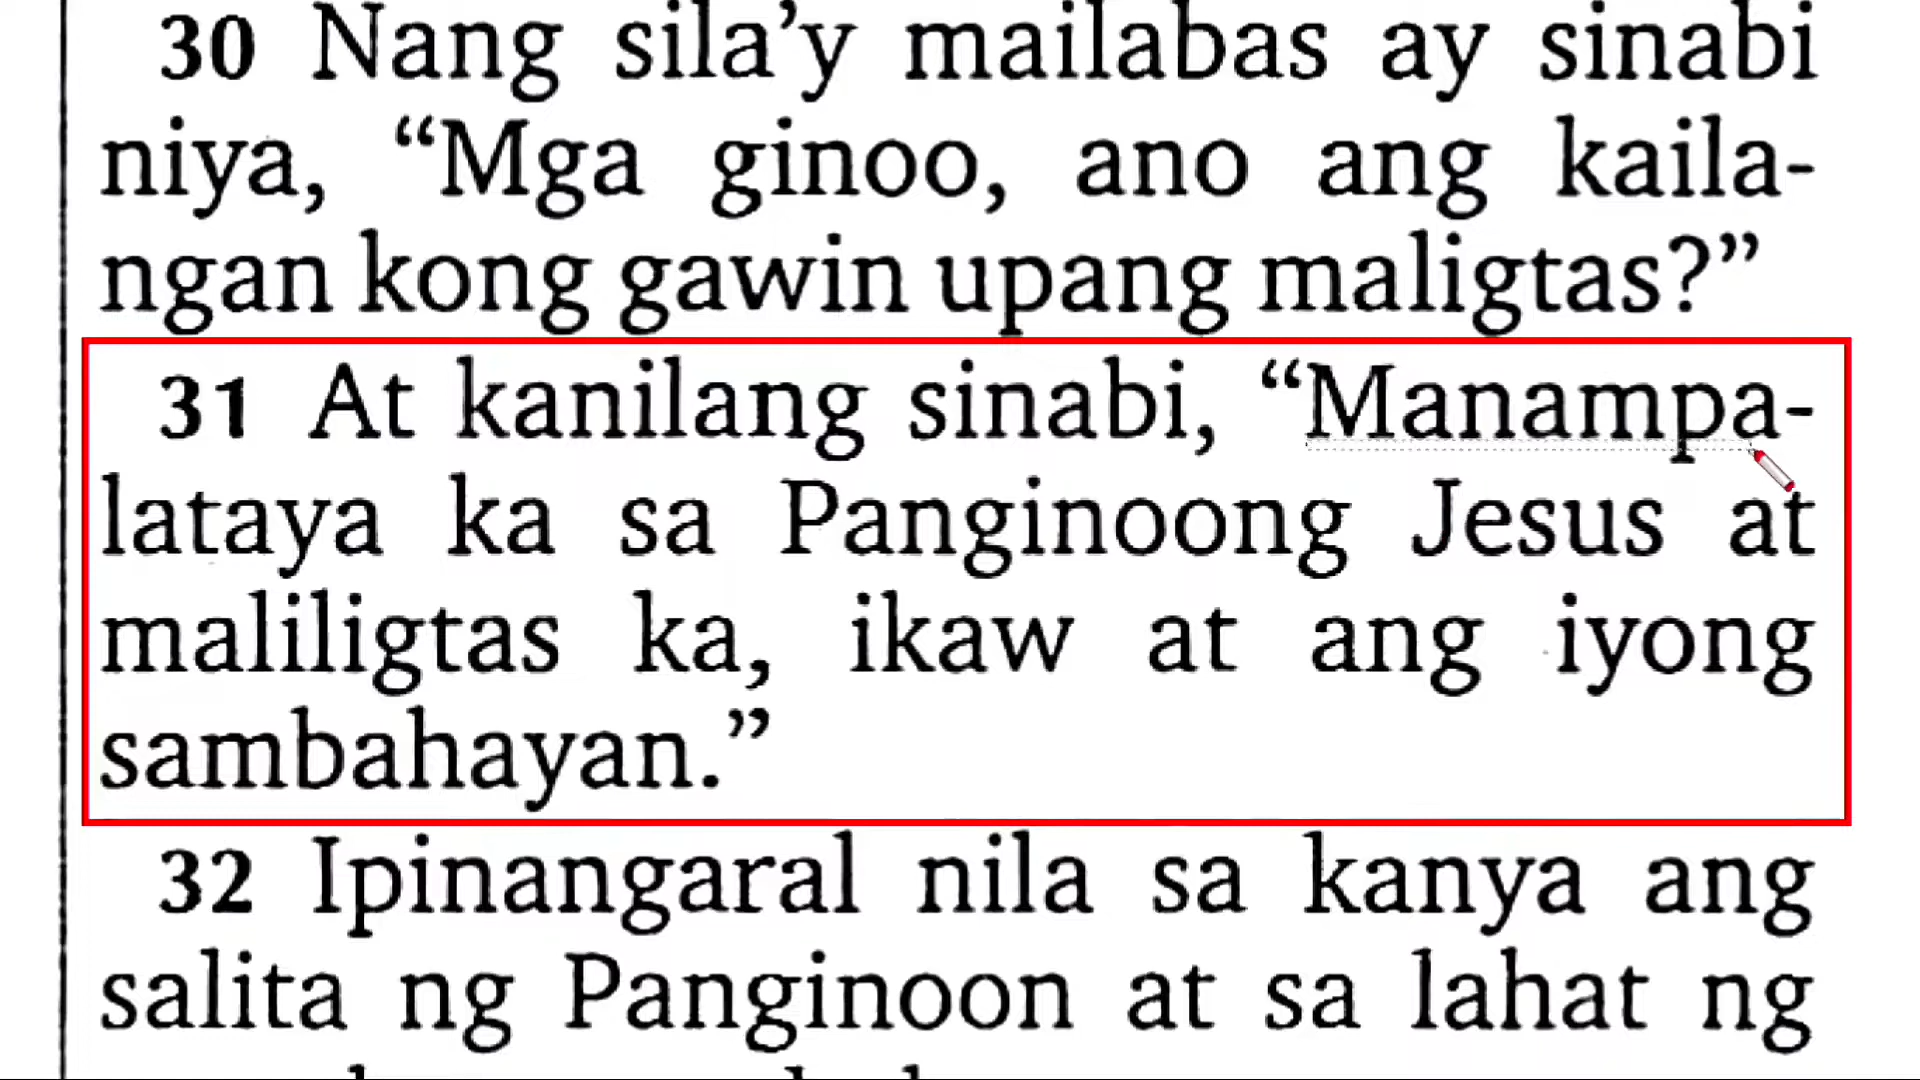 30 Nang sila’y mailabas ay sinabi
niya, “Mga ginoo, ano ang kaila-
ngan kong gawin upang maligtas?”
31 At kanilang sinabi, “Manampa-
lataya ka sa Panginoong Jesus at
maliligtas ka, ikaw at ang iyong
sambahayan.”
32 Ipinangaral nila sa kanya ang
salita ng Panginoon at sa lahat ng